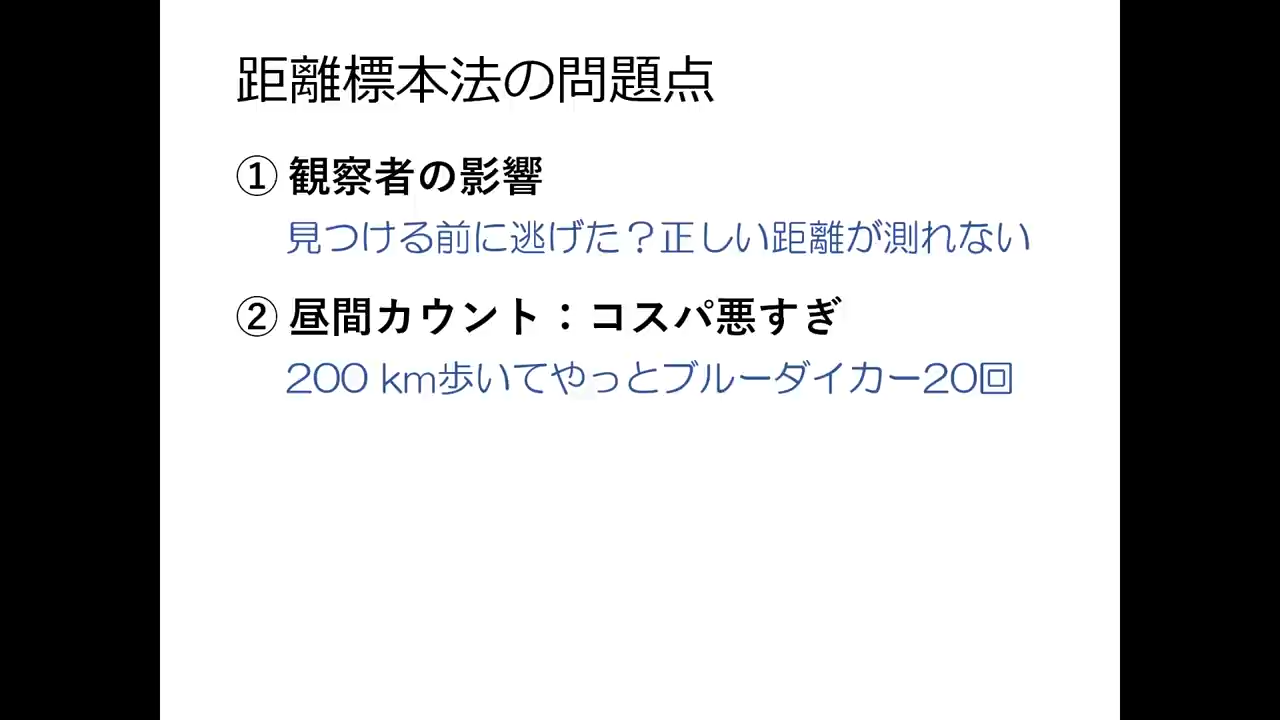 距離標本法の問題点
① 観察者の影響
見つける前に逃げた？正しい距離が測れない
② 昼間カウント：コスパ悪すぎ
200 km歩いてやっとブルーダイカー20回